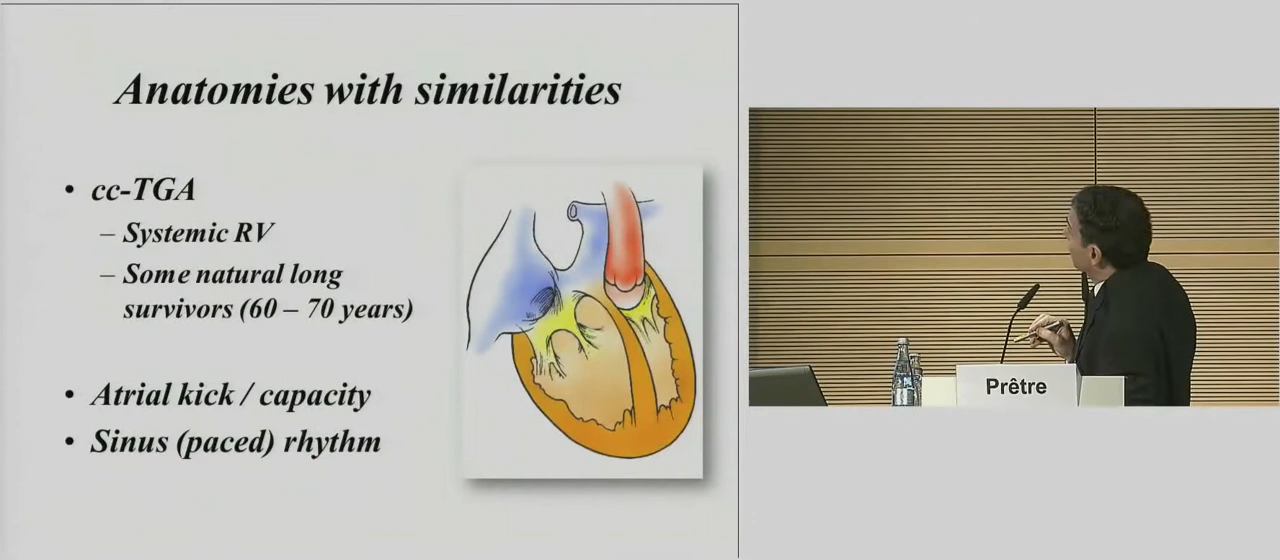 Anatomies with similarities
• cc-TGA
– Systemic RV
– Some natural long
survivors (60 – 70 years)
• Atrial kick / capacity
• Sinus (paced) rhythm
Prêtre